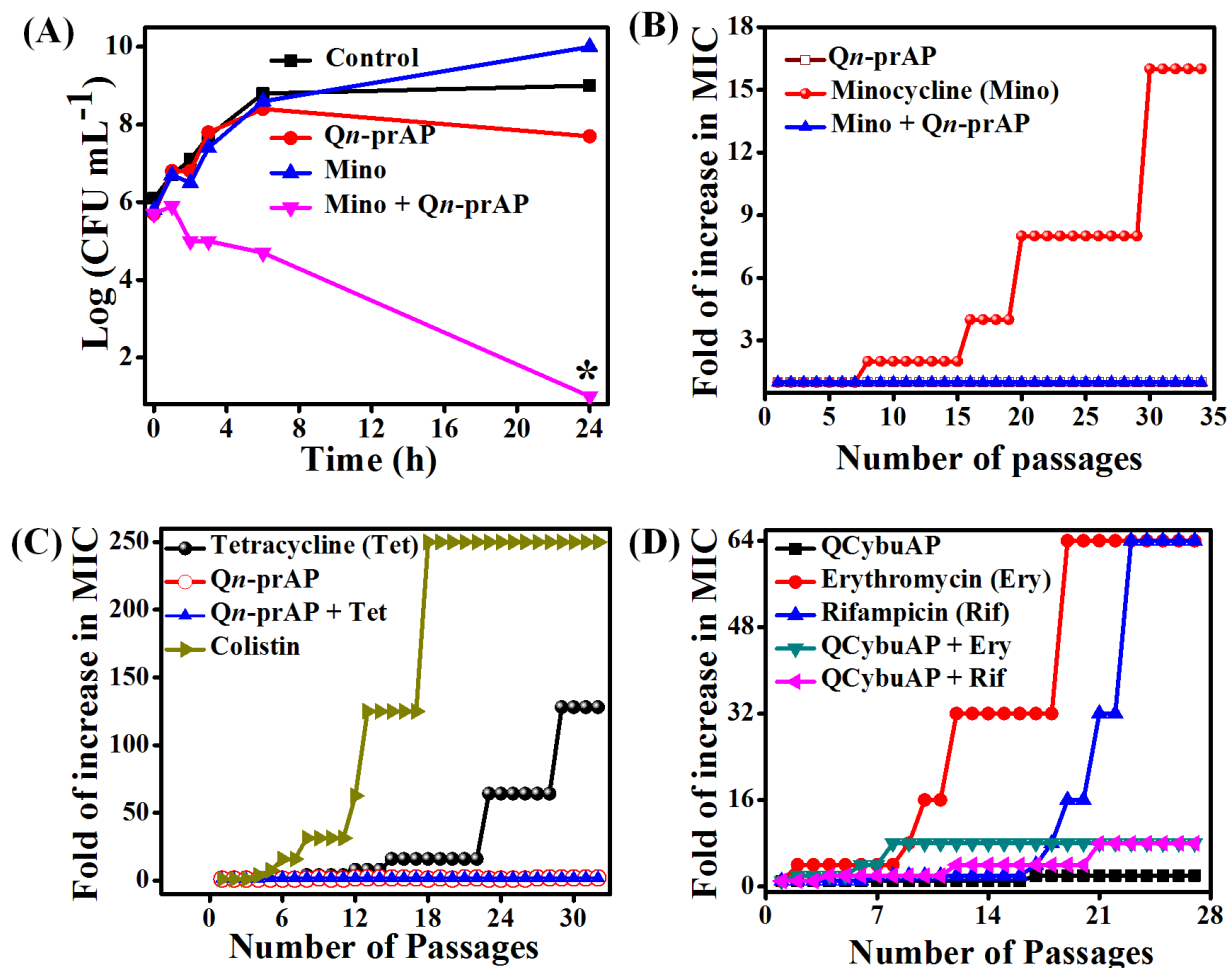 (A)
Log (CFU mL⁻¹)
10
8
6
4
2
0 4 8 12 16 20 24
Time (h)
Control
Qn-prAP
Mino
Mino + Qn-prAP
*
(B)
Fold of increase in MIC
18
15
12
9
6
3
0 5 10 15 20 25 30 35
Number of passages
Qn-prAP
Minocycline (Mino)
Mino + Qn-prAP
(C)
Fold of increase in MIC
250
200
150
100
50
0
0 6 12 18 24 30
Number of Passages
Tetracycline (Tet)
Qn-prAP
Qn-prAP + Tet
Colistin
(D)
Fold of increase in MIC
64
48
32
16
0
0 7 14 21 28
Number of Passages
QCybuAP
Erythromycin (Ery)
Rifampicin (Rif)
QCybuAP + Ery
QCybuAP + Rif